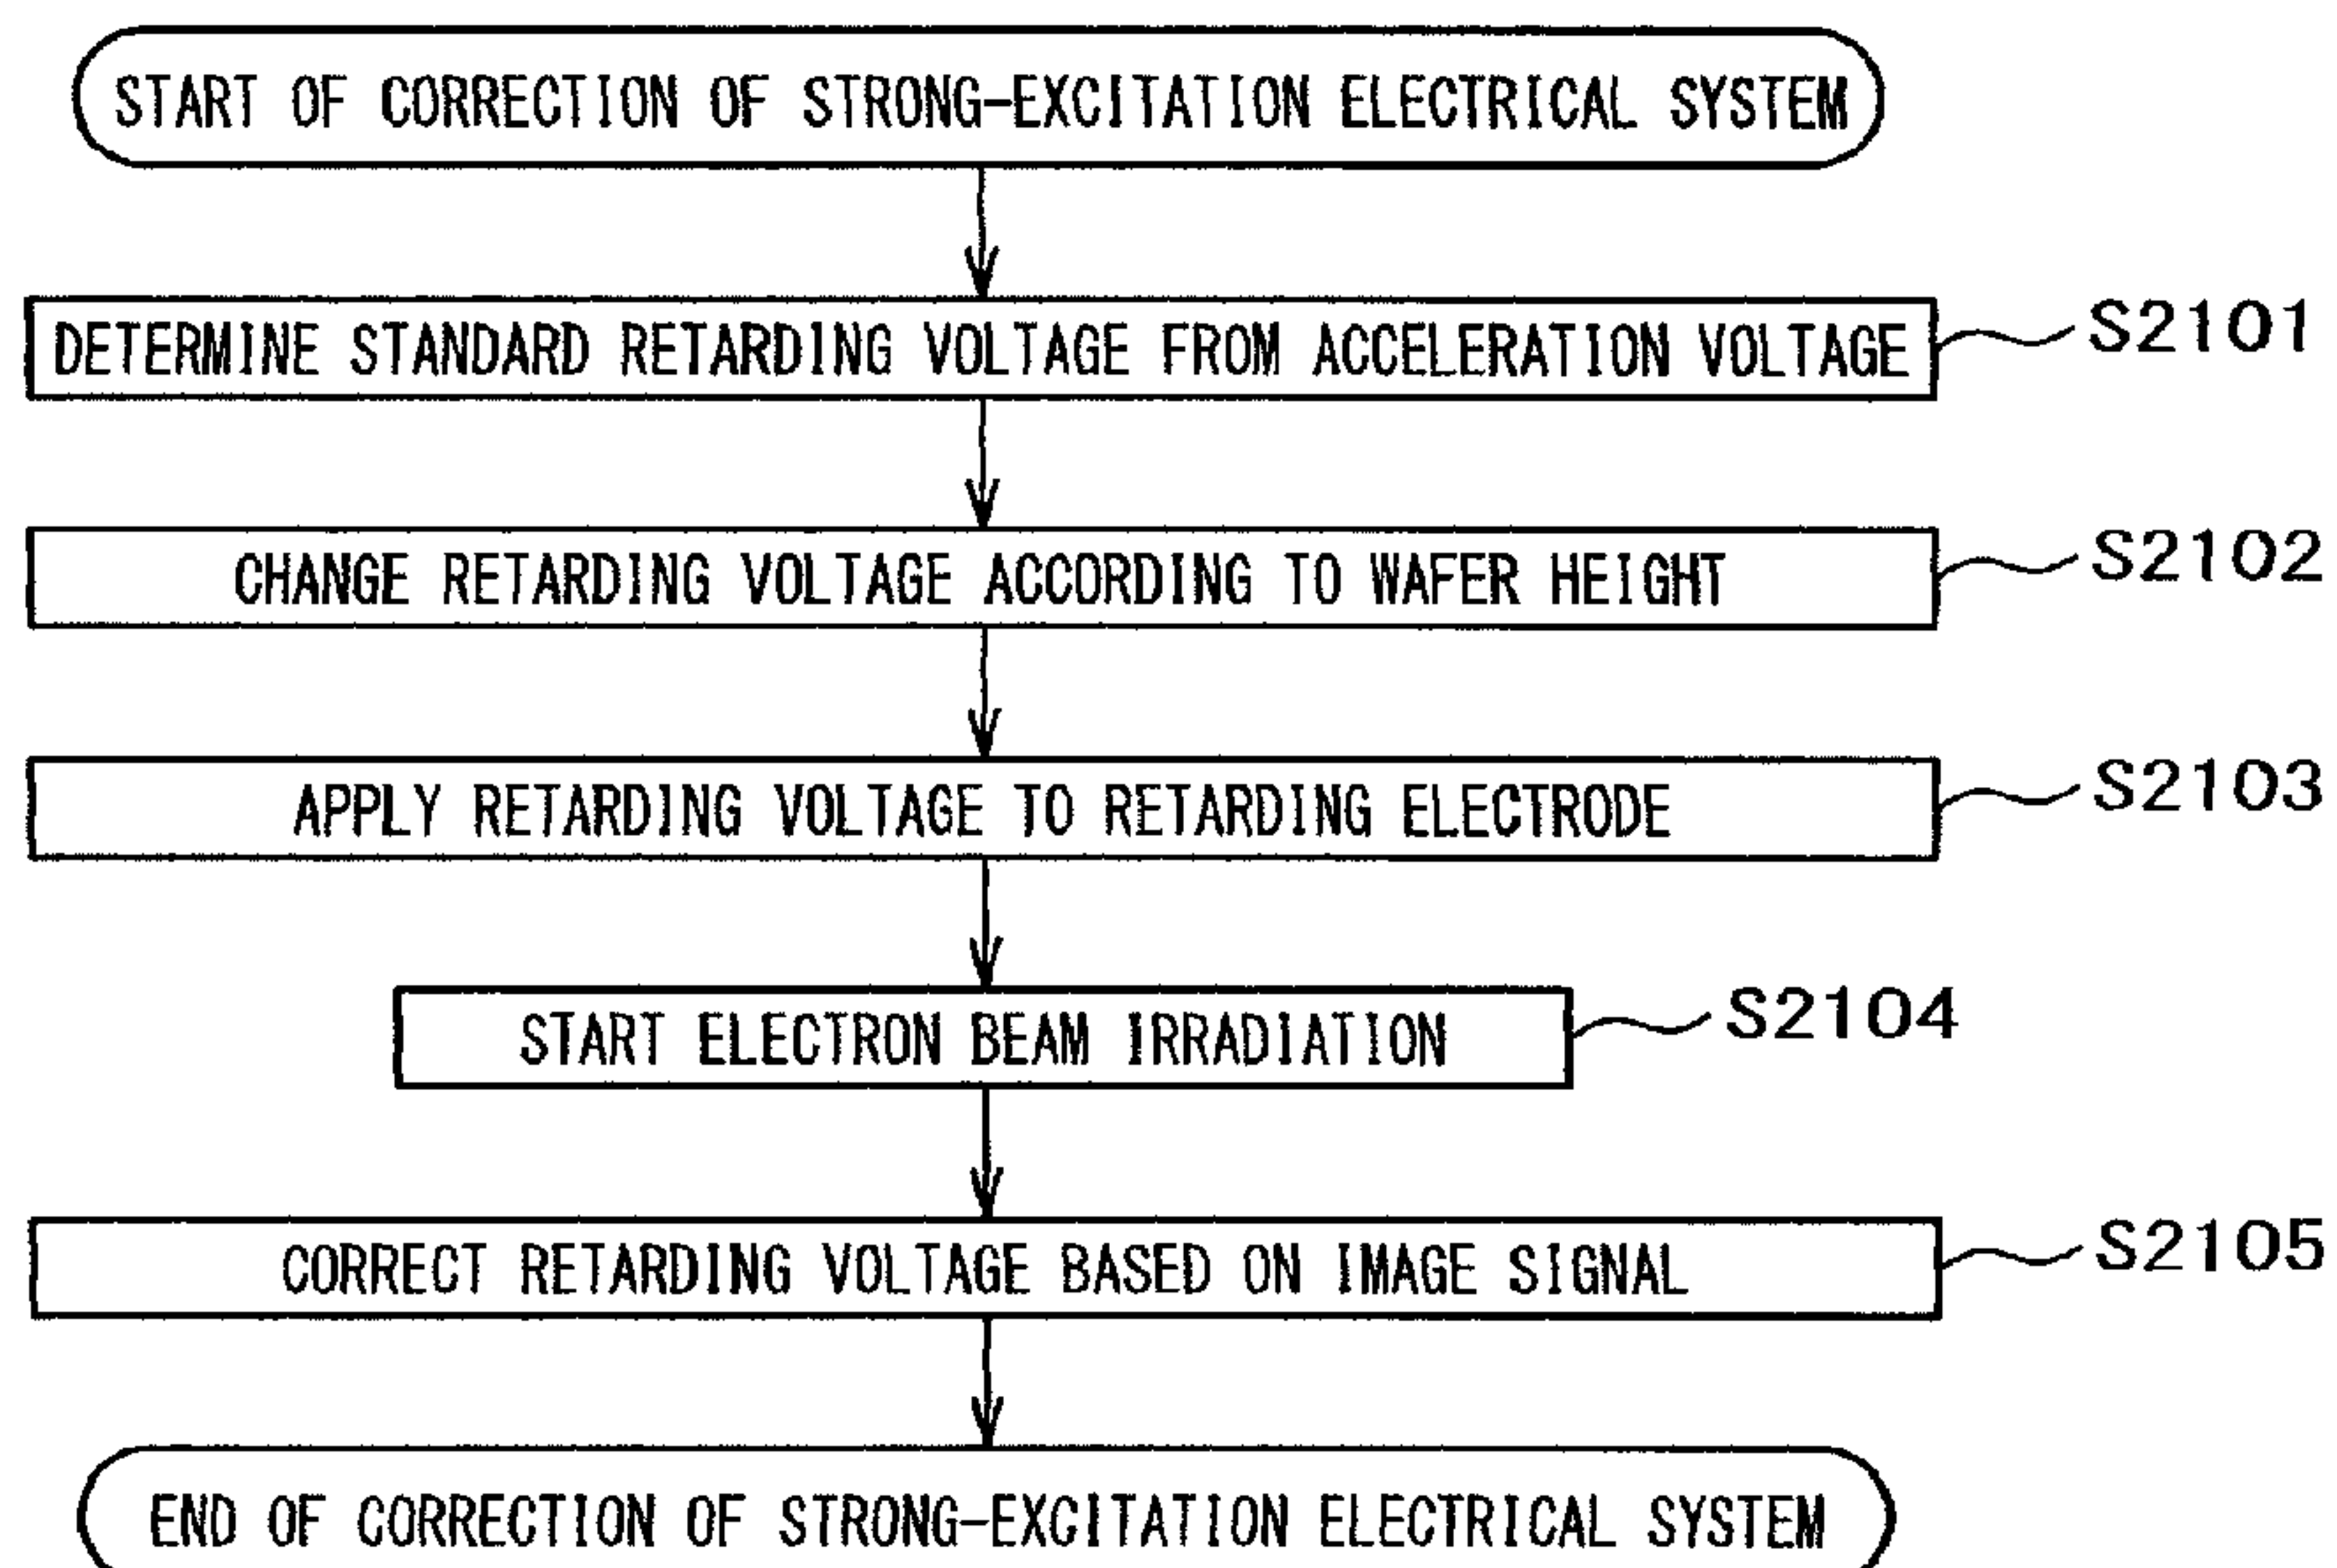 START OF CORRECTION OF STRONG-EXCITATION ELECTRICAL SYSTEM
DETERMINE STANDARD RETARDING VOLTAGE FROM ACCELERATION VOLTAGE
S2101
CHANGE RETARDING VOLTAGE ACCORDING TO WAFER HEIGHT
S2102
APPLY RETARDING VOLTAGE TO RETARDING ELECTRODE
S2103
START ELECTRON BEAM IRRADIATION
S2104
CORRECT RETARDING VOLTAGE BASED ON IMAGE SIGNAL
S2105
END OF CORRECTION OF STRONG-EXCITATION ELECTRICAL SYSTEM